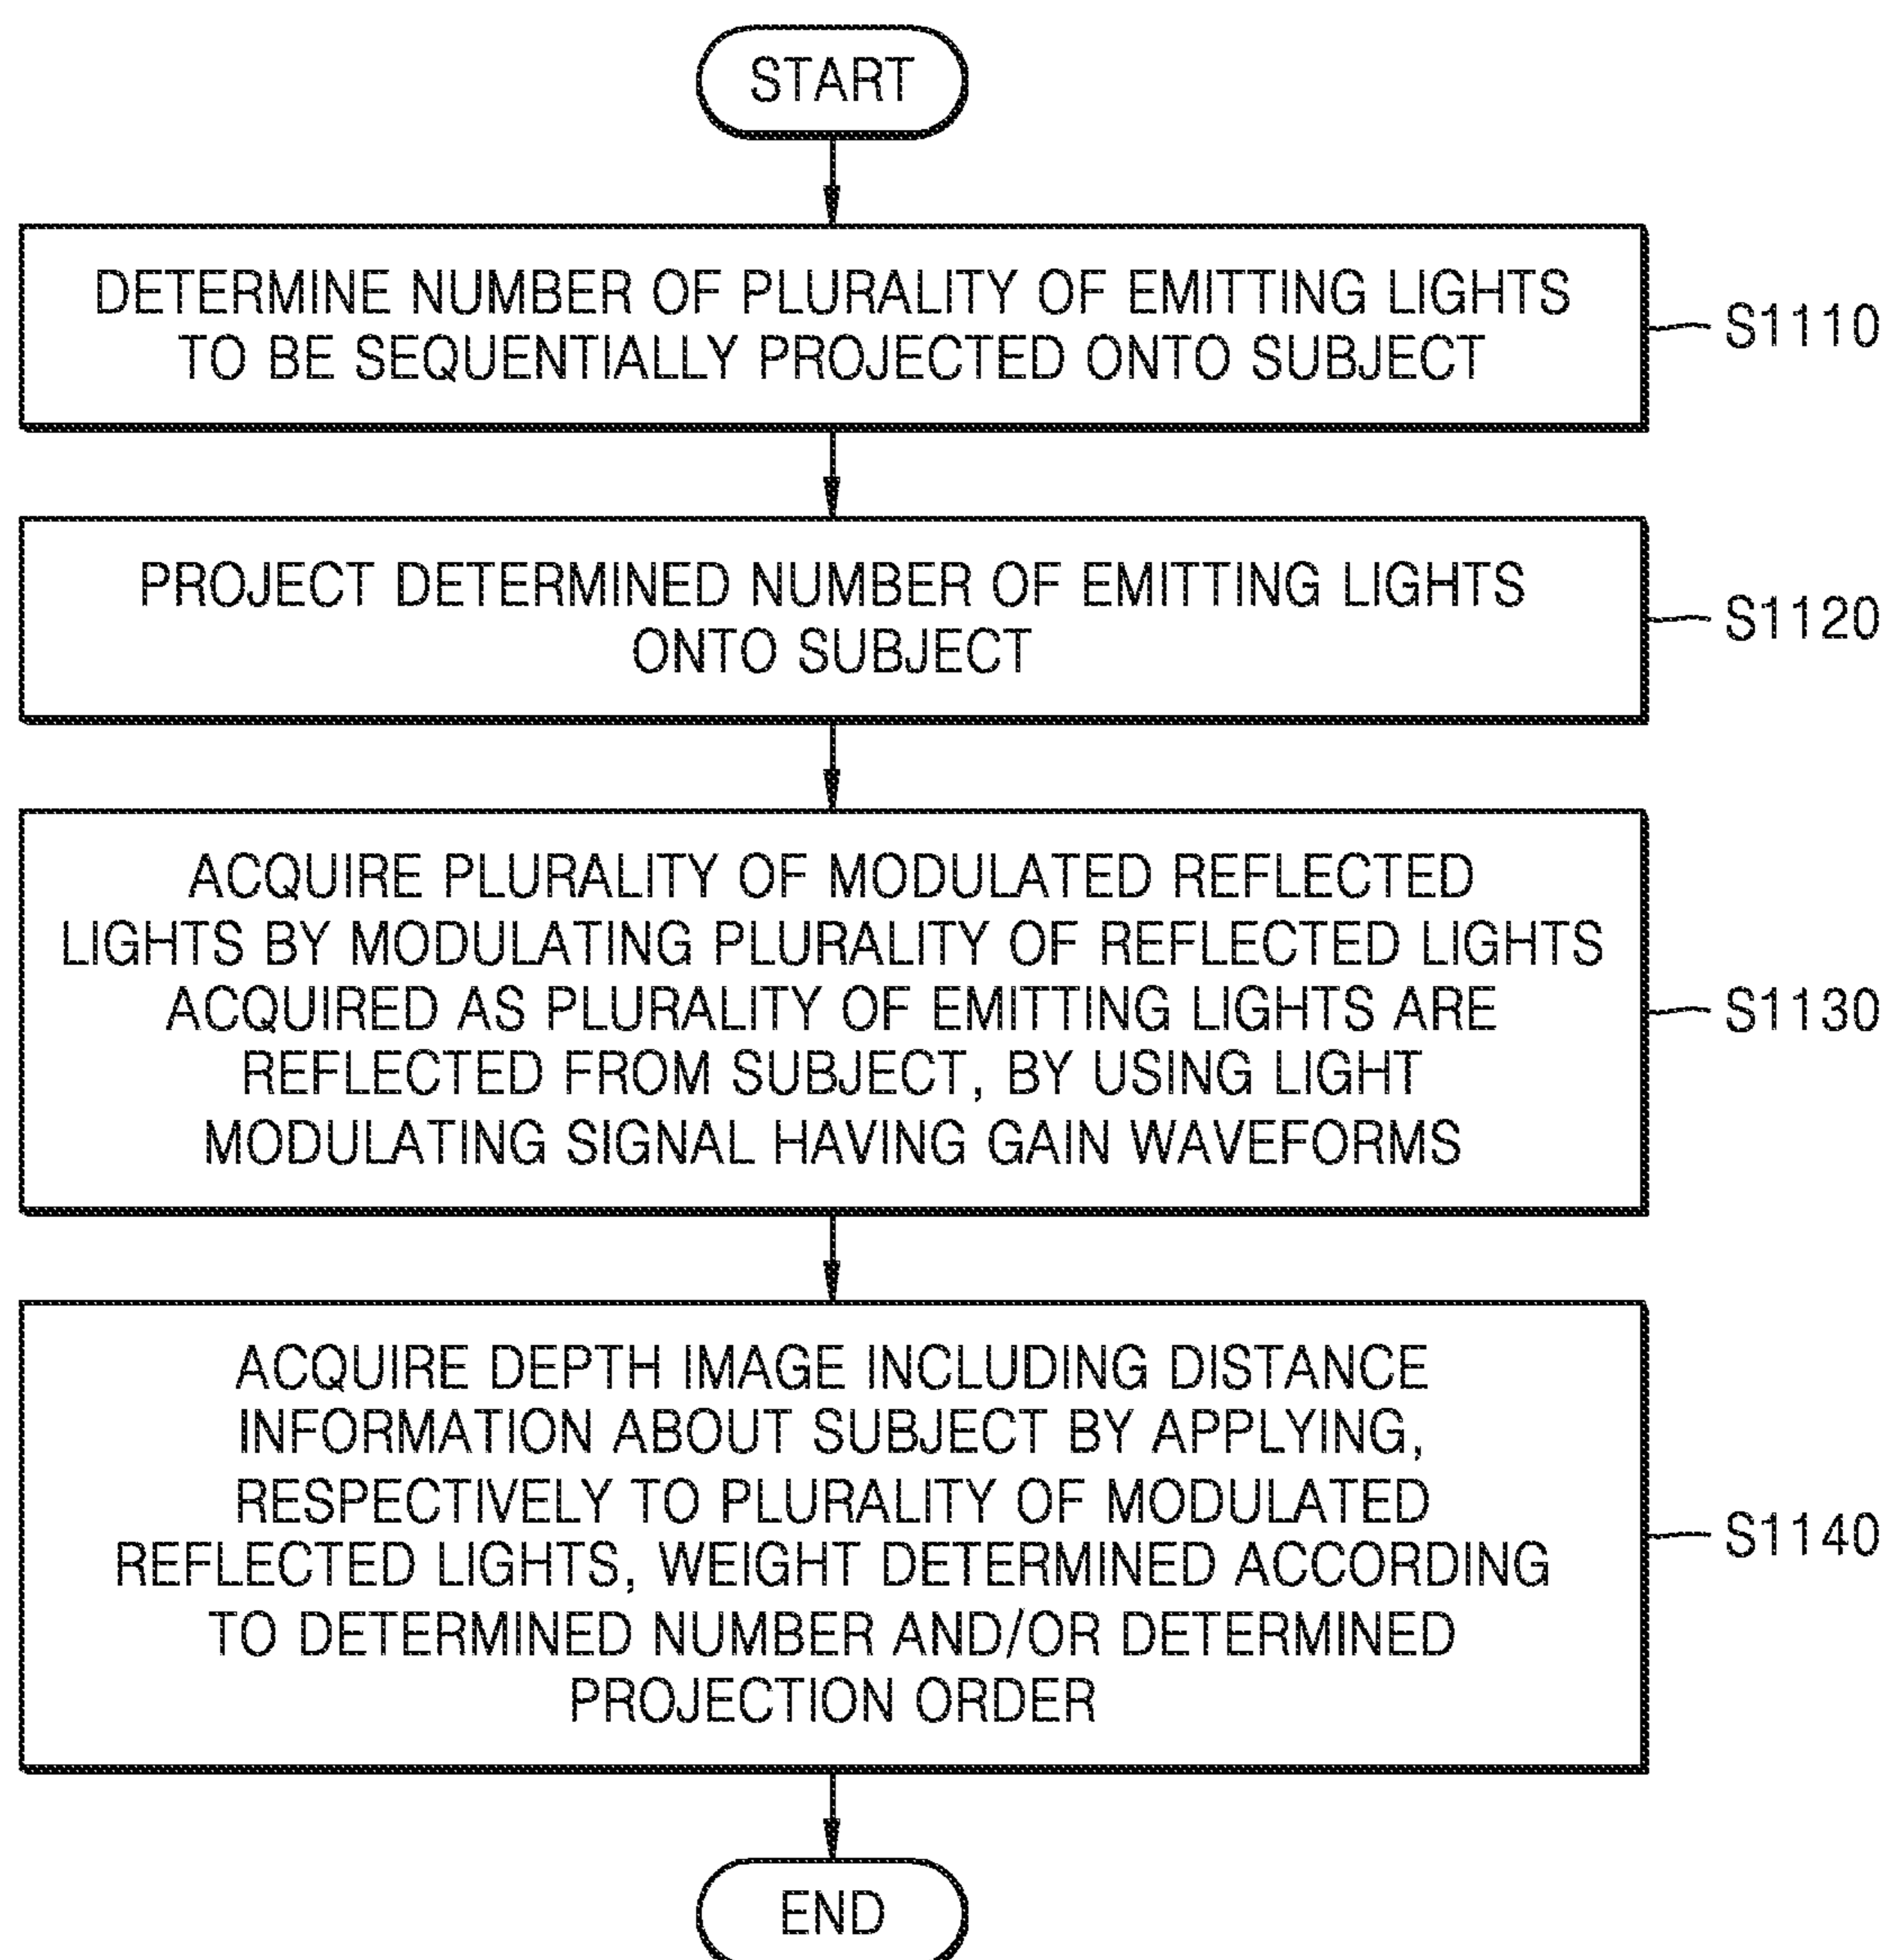 START
DETERMINE NUMBER OF PLURALITY OF EMITTING LIGHTS
TO BE SEQUENTIALLY PROJECTED ONTO SUBJECT
S1110
PROJECT DETERMINED NUMBER OF EMITTING LIGHTS
ONTO SUBJECT
S1120
ACQUIRE PLURALITY OF MODULATED REFLECTED
LIGHTS BY MODULATING PLURALITY OF REFLECTED LIGHTS
ACQUIRED AS PLURALITY OF EMITTING LIGHTS ARE
REFLECTED FROM SUBJECT, BY USING LIGHT
MODULATING SIGNAL HAVING GAIN WAVEFORMS
S1130
ACQUIRE DEPTH IMAGE INCLUDING DISTANCE
INFORMATION ABOUT SUBJECT BY APPLYING,
RESPECTIVELY TO PLURALITY OF MODULATED
REFLECTED LIGHTS, WEIGHT DETERMINED ACCORDING
TO DETERMINED NUMBER AND/OR DETERMINED
PROJECTION ORDER
S1140
END